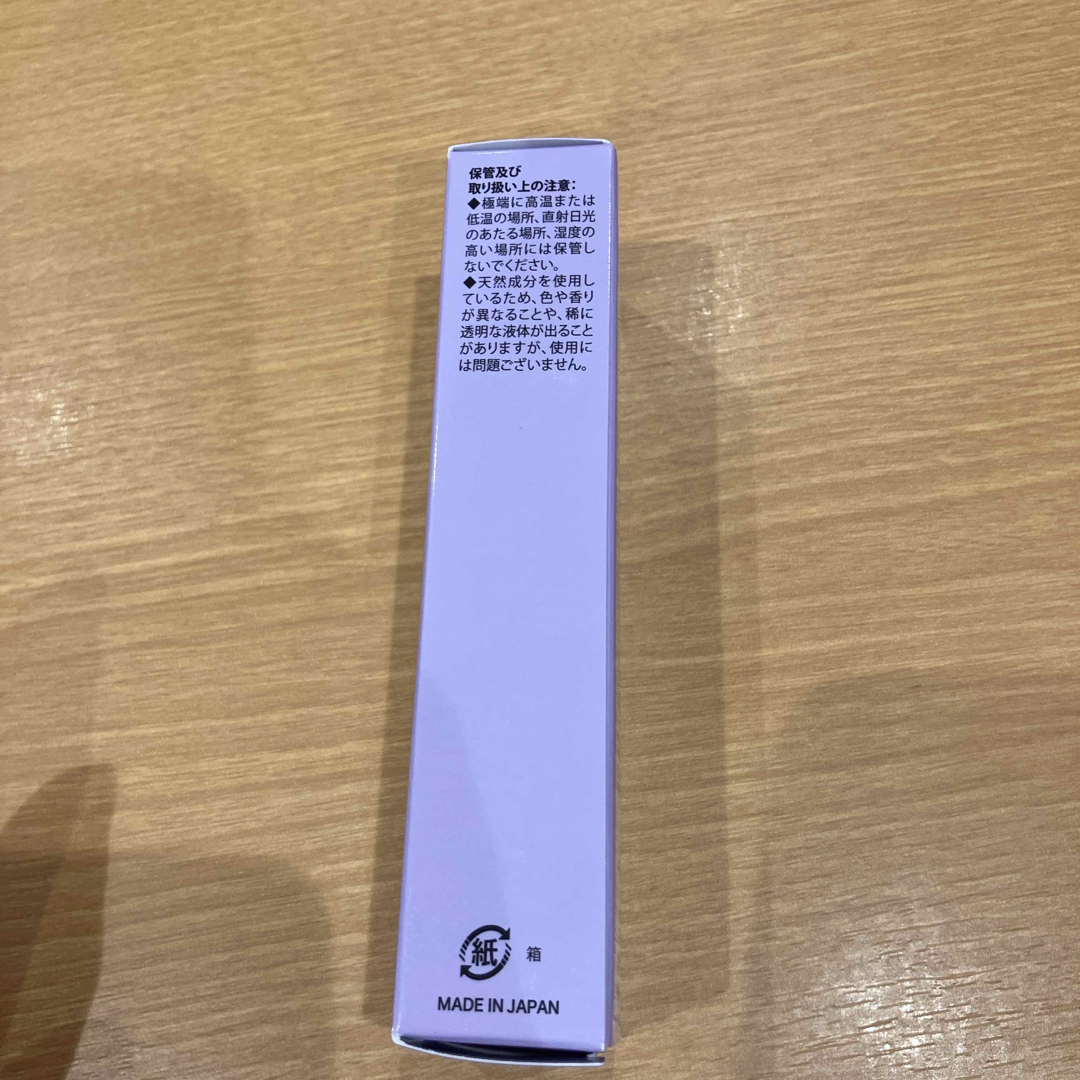 保管及び
取り扱い上の注意:
◆極端に高温または
低温の場所、直射日光
のあたる場所、湿度の
高い場所には保管し
ないでください。
◆天然成分を使用し
ているため、色や香り
が異なることや、稀に
透明な液体が出ること
がありますが、使用に
は問題ございません。
紙 箱
MADE IN JAPAN